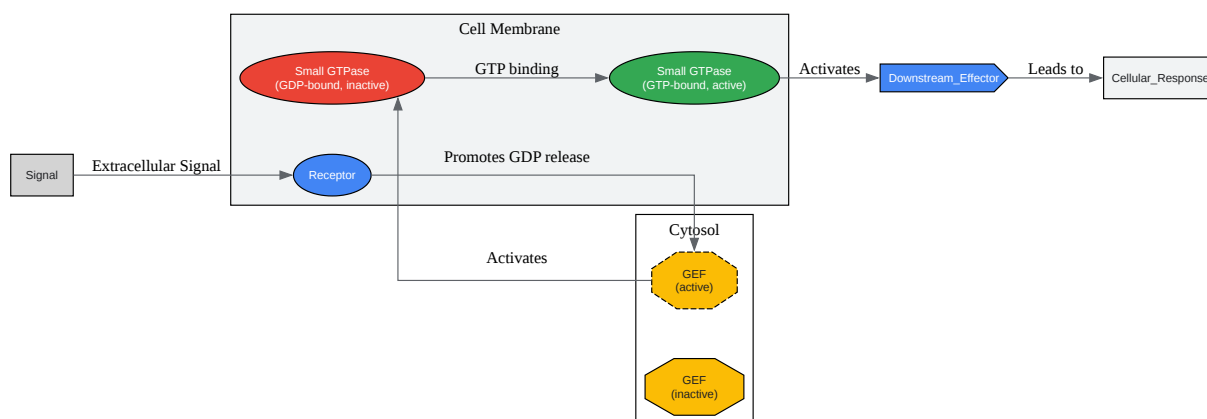 Cell Membrane
Small GTPase
(GDP-bound, inactive)
GTP binding
Small GTPase
(GTP-bound, active)
Activates
Downstream_Effector
Leads to
Cellular_Response
Signal
Extracellular Signal
Receptor
Promotes GDP release
Cytosol
Activates
GEF
(active)
GEF
(inactive)